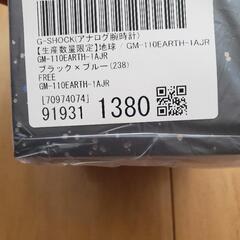 G-SHOCK(アナログ腕時計)
【生産数量限定】地球 / GM-110EARTH-1AJR
GM-110EARTH-1AJR
ブラック×ブルー(238)
FREE
GM-110EARTH-1AJR
[70974074]
91931 1380